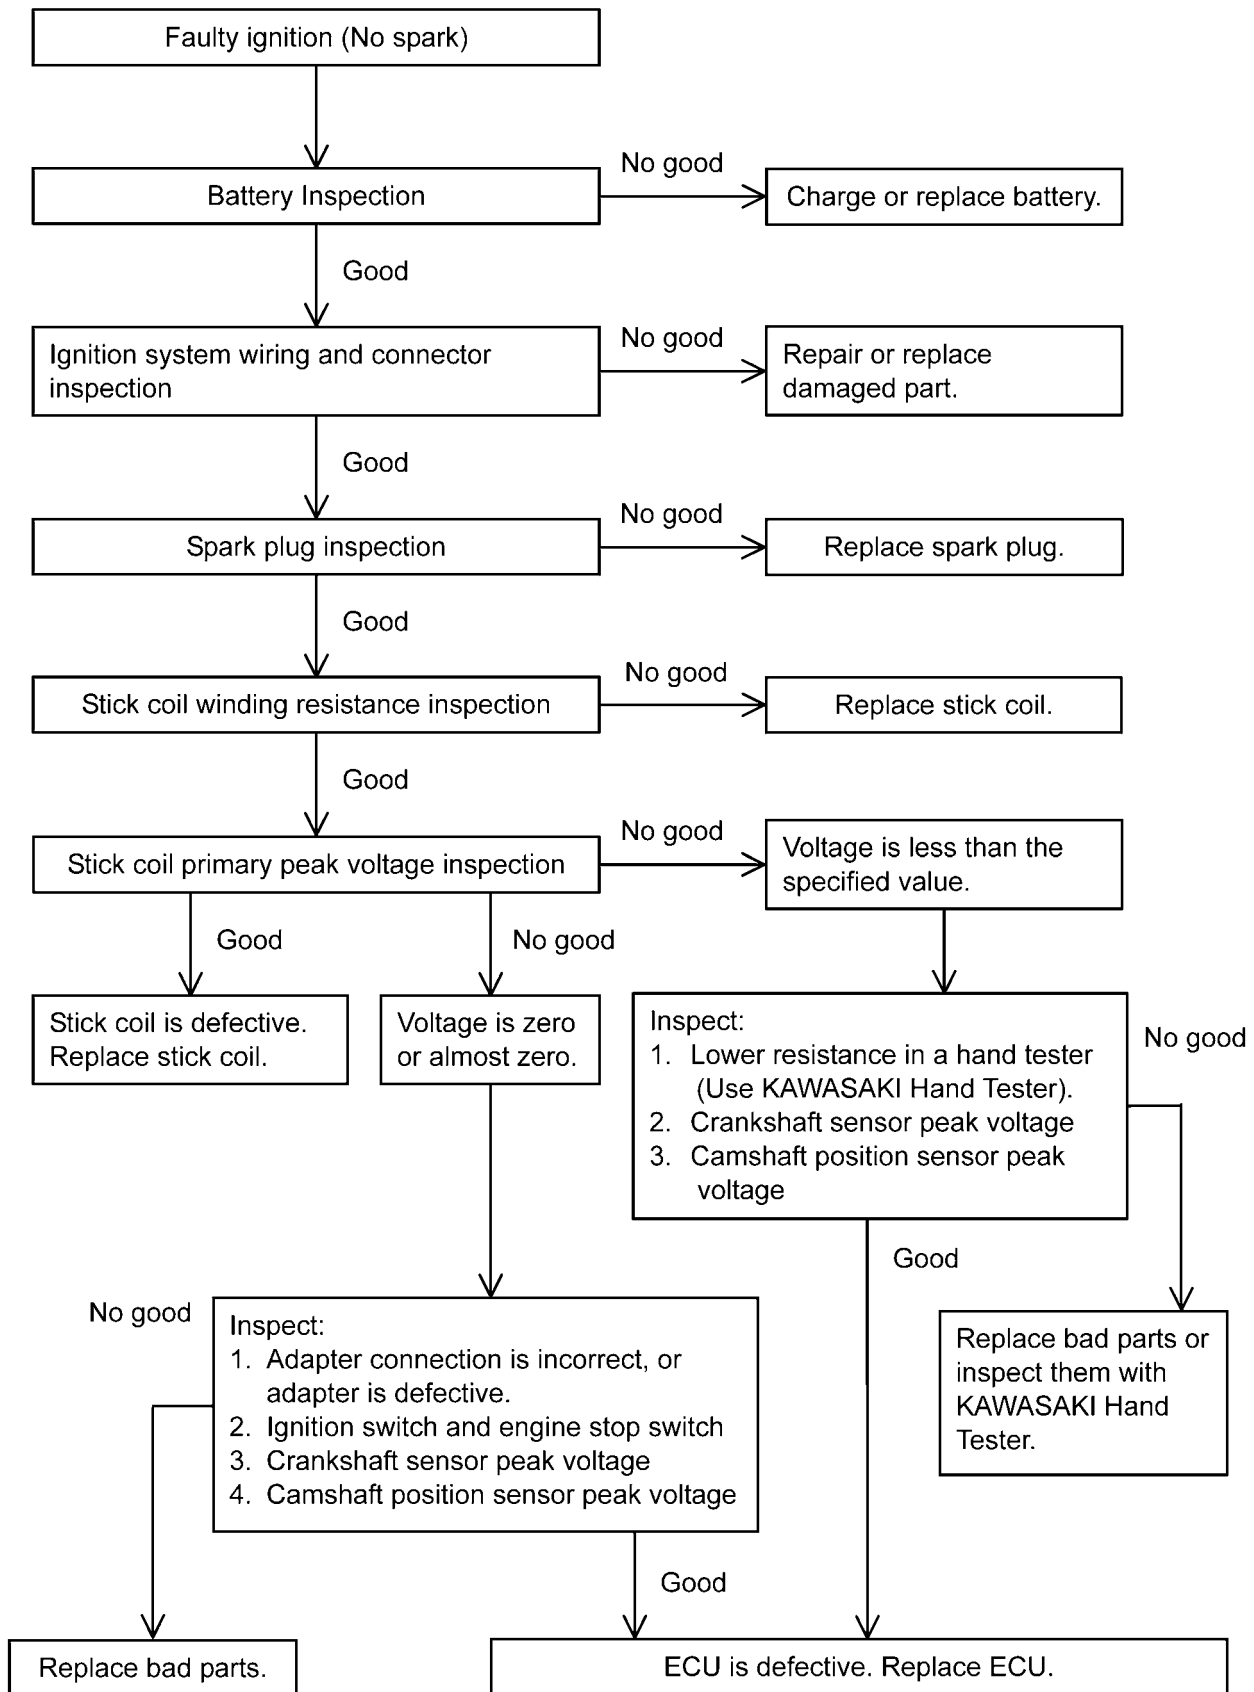 Faulty ignition (No spark)
No good
Battery Inspection
Charge or replace battery.
Good
No good
Ignition system wiring and connector
inspection
Repair or replace
damaged part.
Good
No good
Spark plug inspection
Replace spark plug.
Good
No good
Stick coil winding resistance inspection
Replace stick coil.
Good
No good
Stick coil primary peak voltage inspection
Voltage is less than the
specified value.
Good
No good
Stick coil is defective.
Replace stick coil.
Voltage is zero
or almost zero.
Inspect:
1. Lower resistance in a hand tester
(Use KAWASAKI Hand Tester).
2. Crankshaft sensor peak voltage
3. Camshaft position sensor peak
voltage
No good
Good
No good
Inspect:
1. Adapter connection is incorrect, or
adapter is defective.
2. Ignition switch and engine stop switch
3. Crankshaft sensor peak voltage
4. Camshaft position sensor peak voltage
Replace bad parts or
inspect them with
KAWASAKI Hand
Tester.
Good
Replace bad parts.
ECU is defective. Replace ECU.